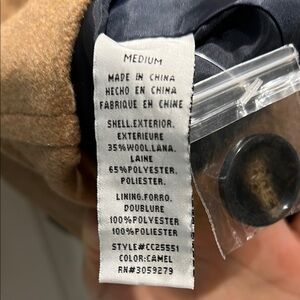 MEDIUM
MADE IN CHINA
HECHO EN CHINA
FABRIQUE EN CHINE
SHELL.EXTERIOR.
EXTERIEURE
35%WOOL.LANA.
LAINE
65%POLYESTER.
POLIESTER.
LINING.FORRO.
DOUBLURE
100%POLYESTER
100%POLIESTER
STYLE#CC25551
COLOR:CAMEL
RN#3059279